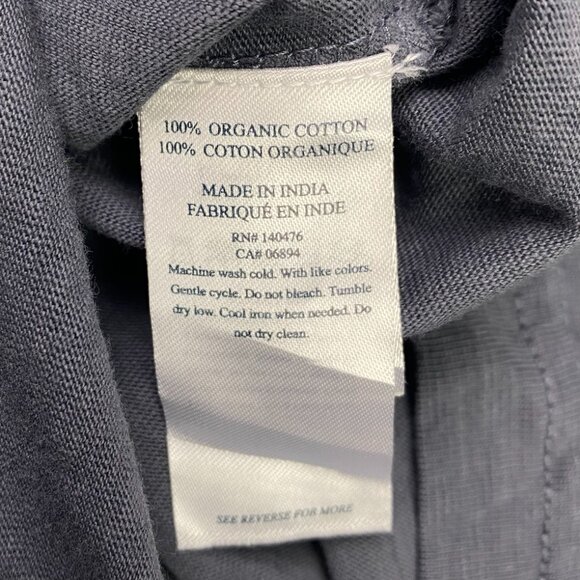 100% ORGANIC COTTON
100% COTON ORGANIQUE
MADE IN INDIA
FABRIQUÉ EN INDE
RN# 140476
CA# 06894
Machine wash cold. With like colors.
Gentle cycle. Do not bleach. Tumble
dry low. Cool iron when needed. Do
not dry clean.
SEE REVERSE FOR MORE